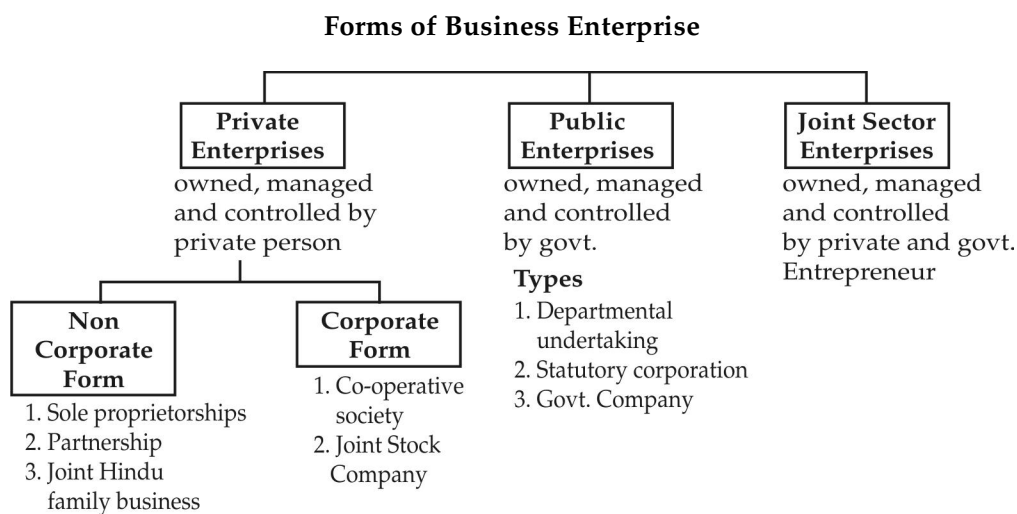 Forms of Business Enterprise
Private
Enterprises
owned, managed
and controlled by
private person
Public
Enterprises
owned, managed
and controlled
by govt.
Types
1. Departmental
undertaking
2. Statutory corporation
3. Govt. Company
Joint Sector
Enterprises
owned, managed
and controlled
by private and govt.
Entrepreneur
Non
Corporate
Form
1. Sole proprietorships
2. Partnership
3. Joint Hindu
family business
Corporate
Form
1. Co-operative
society
2. Joint Stock
Company